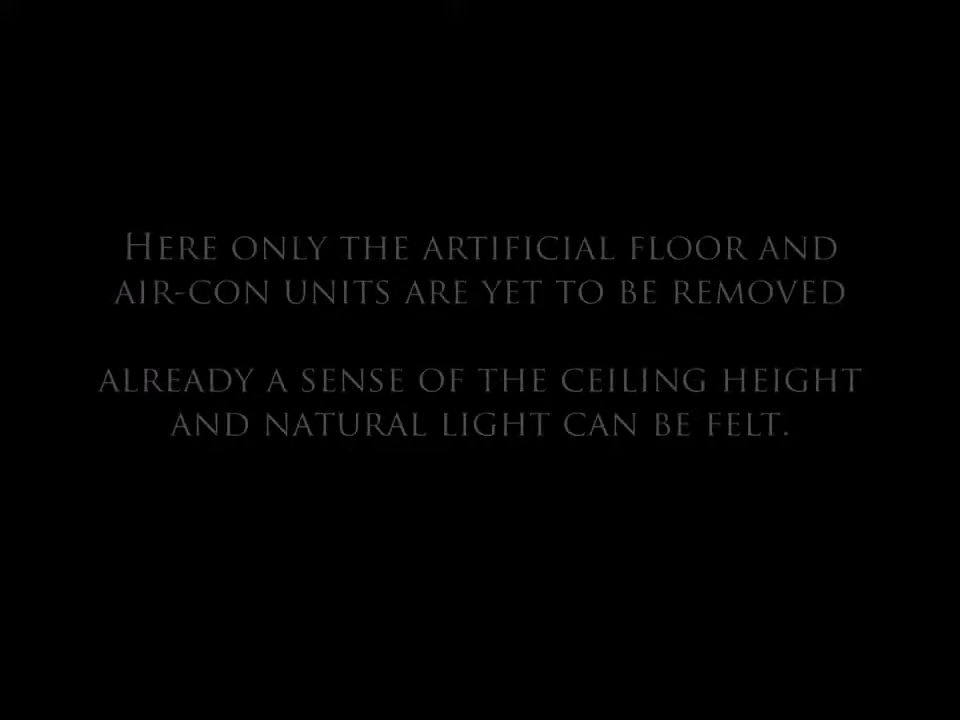 Here only the artificial floor and
air-con units are yet to be removed
already a sense of the ceiling height
and natural light can be felt.